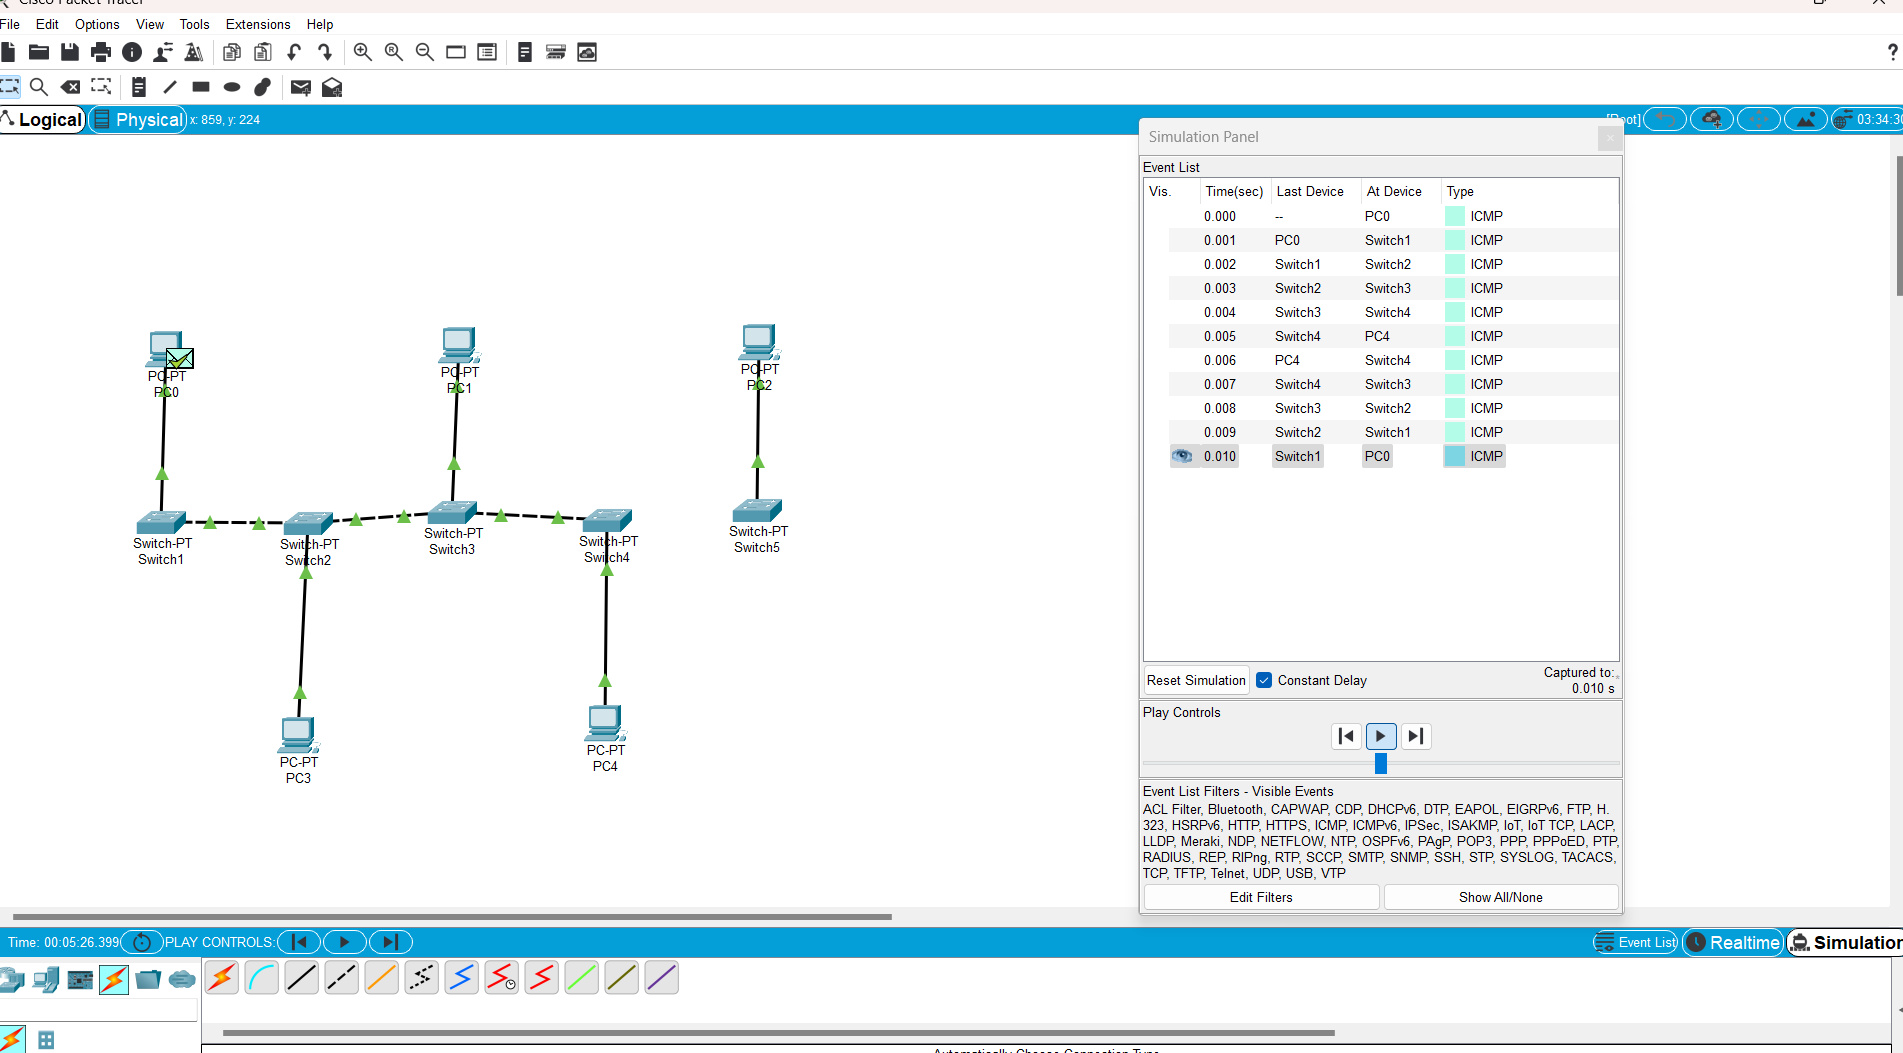 Cisco Packet Tracer
File Edit Options View Tools Extensions Help
?
Logical Physical x: 859, y: 224 [Root] 03:34:30
Simulation Panel
Event List
Vis. Time(sec) Last Device At Device Type
0.000 -- PC0 ICMP
0.001 PC0 Switch1 ICMP
0.002 Switch1 Switch2 ICMP
0.003 Switch2 Switch3 ICMP
0.004 Switch3 Switch4 ICMP
0.005 Switch4 PC4 ICMP
0.006 PC4 Switch4 ICMP
0.007 Switch4 Switch3 ICMP
0.008 Switch3 Switch2 ICMP
0.009 Switch2 Switch1 ICMP
0.010 Switch1 PC0 ICMP
Reset Simulation Constant Delay Captured to:
0.010 s
Play Controls
Event List Filters - Visible Events
ACL Filter, Bluetooth, CAPWAP, CDP, DHCPv6, DTP, EAPOL, EIGRPv6, FTP, H.
323, HSRPv6, HTTP, HTTPS, ICMP, ICMPv6, IPSec, ISAKMP, IoT, IoT TCP, LACP,
LLDP, Meraki, NDP, NETFLOW, NTP, OSPFv6, PAgP, POP3, PPP, PPPoED, PTP,
RADIUS, REP, RIPng, RTP, SCCP, SMTP, SNMP, SSH, STP, SYSLOG, TACACS,
TCP, TFTP, Telnet, UDP, USB, VTP
Edit Filters Show All/None
PC-PT
PC0
PC-PT
PC1
PC-PT
PC2
Switch-PT
Switch1
Switch-PT
Switch2
Switch-PT
Switch3
Switch-PT
Switch4
Switch-PT
Switch5
PC-PT
PC3
PC-PT
PC4
Time: 00:05:26.399 PLAY CONTROLS: Event List Realtime Simulation
Automatically Choose Connection Type